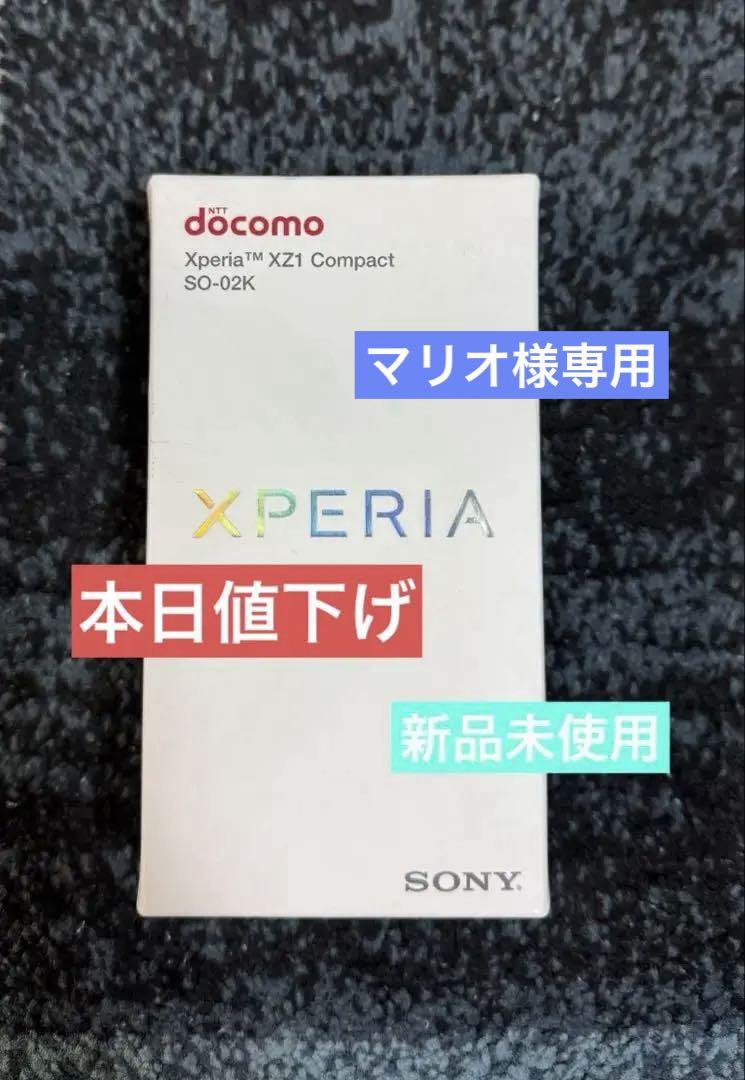 NTT
döcomo
Xperia™ XZ1 Compact
SO-02K
マリオ様専用
XPERIA
本日値下げ
新品未使用
SONY.